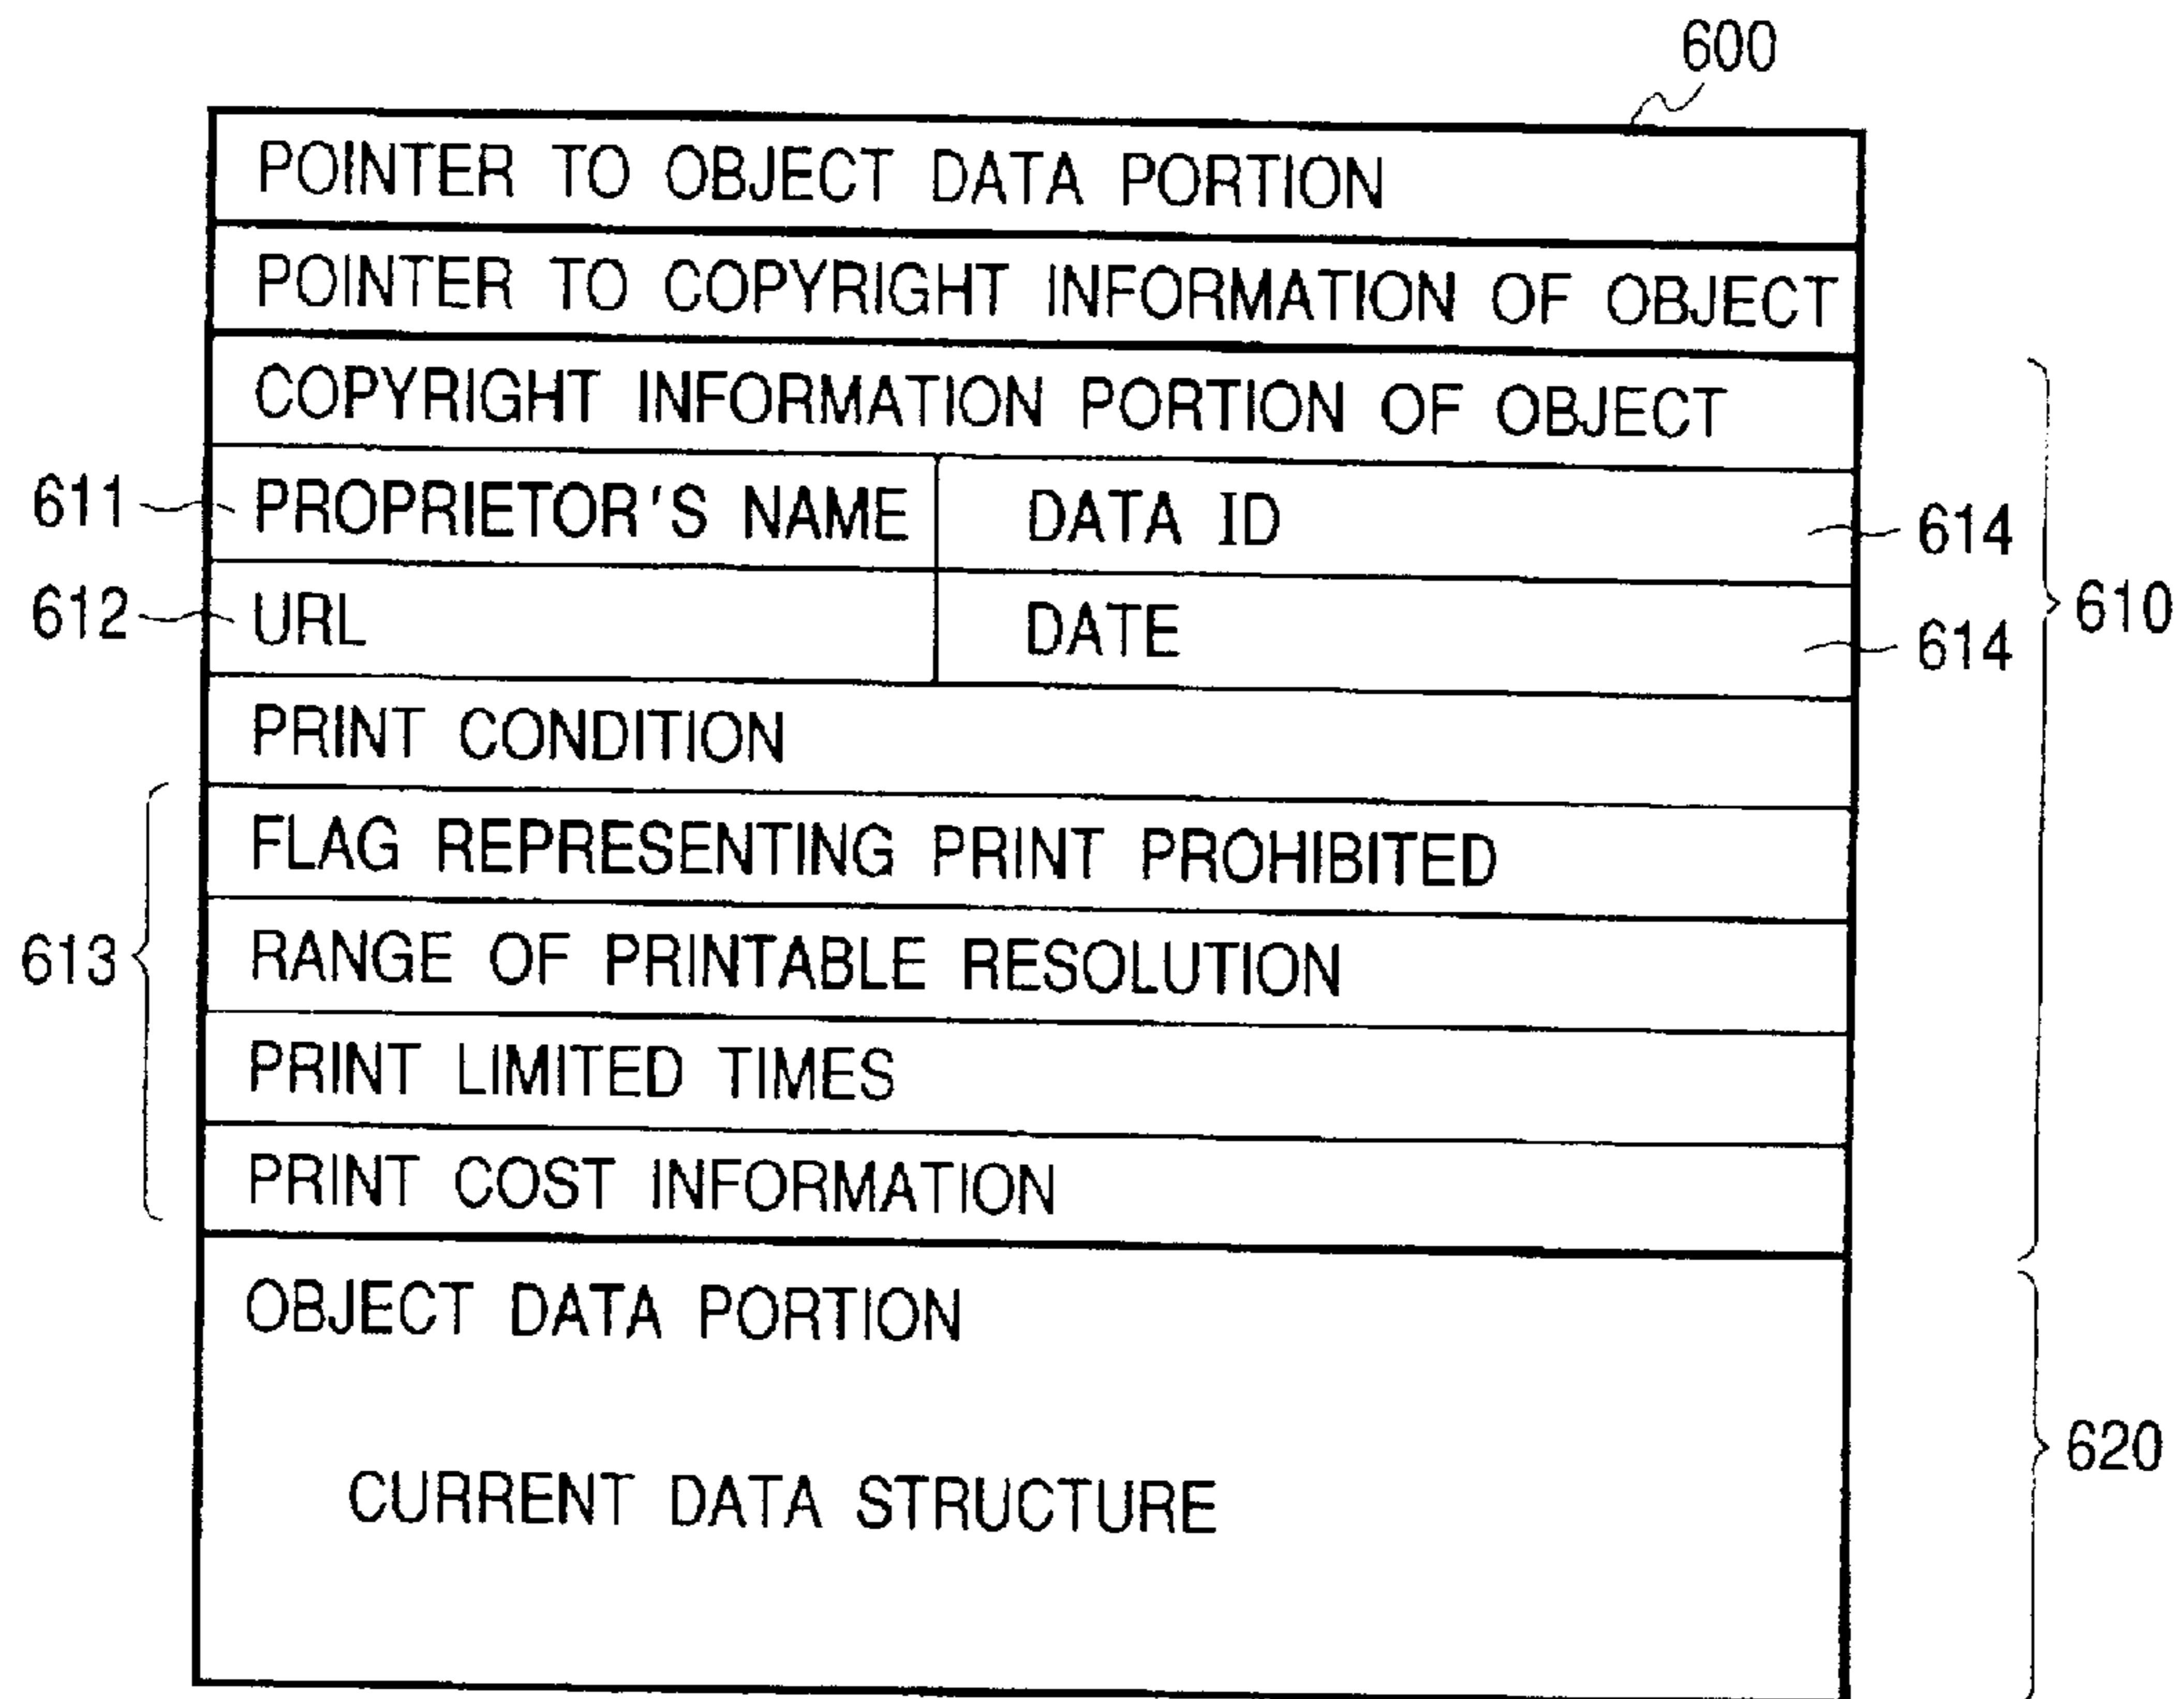 600
POINTER TO OBJECT DATA PORTION
POINTER TO COPYRIGHT INFORMATION OF OBJECT
COPYRIGHT INFORMATION PORTION OF OBJECT
611 PROPRIETOR'S NAME DATA ID 614
610
612 URL DATE 614
PRINT CONDITION
FLAG REPRESENTING PRINT PROHIBITED
613 RANGE OF PRINTABLE RESOLUTION
PRINT LIMITED TIMES
PRINT COST INFORMATION
OBJECT DATA PORTION
620
CURRENT DATA STRUCTURE